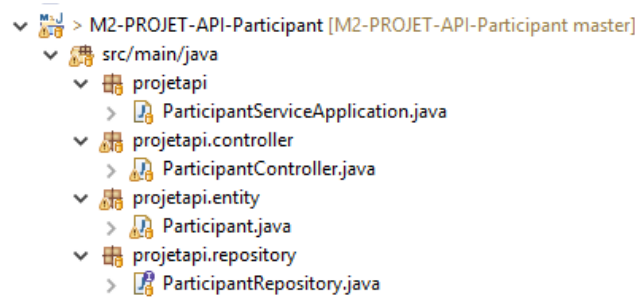 > M2-PROJET-API-Participant [M2-PROJET-API-Participant master]
src/main/java
projetapi
ParticipantServiceApplication.java
projetapi.controller
ParticipantController.java
projetapi.entity
Participant.java
projetapi.repository
ParticipantRepository.java